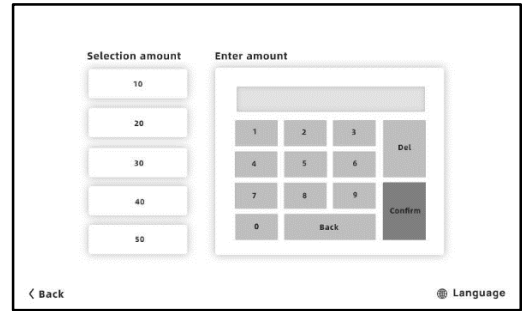 Selection amount
10
20
30
40
50
Enter amount
1 2 3 Del
4 5 6
7 8 9 Confirm
0 Back
Back
Language